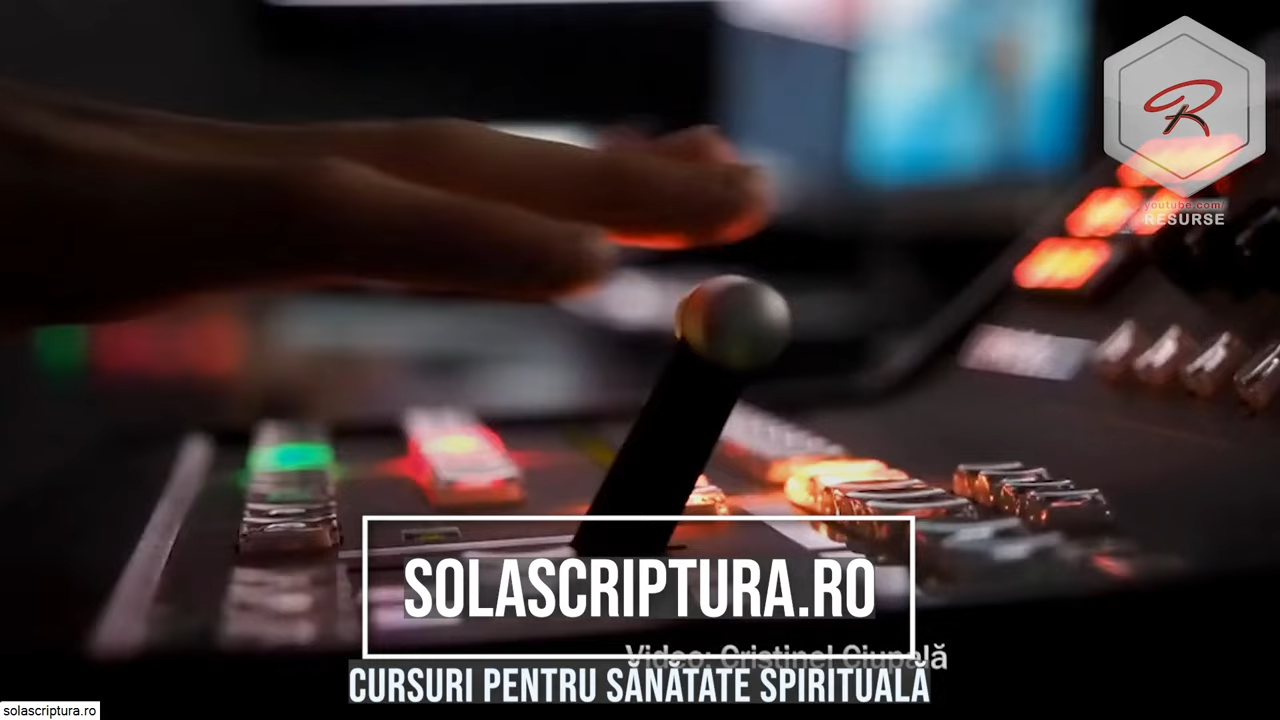 R
youtube.com/
RESURSE
SOLASCRIPTURA.RO
Video: Cristinel Ciupală
CURSURI PENTRU SĂNĂTATE SPIRITUALĂ
solascriptura.ro